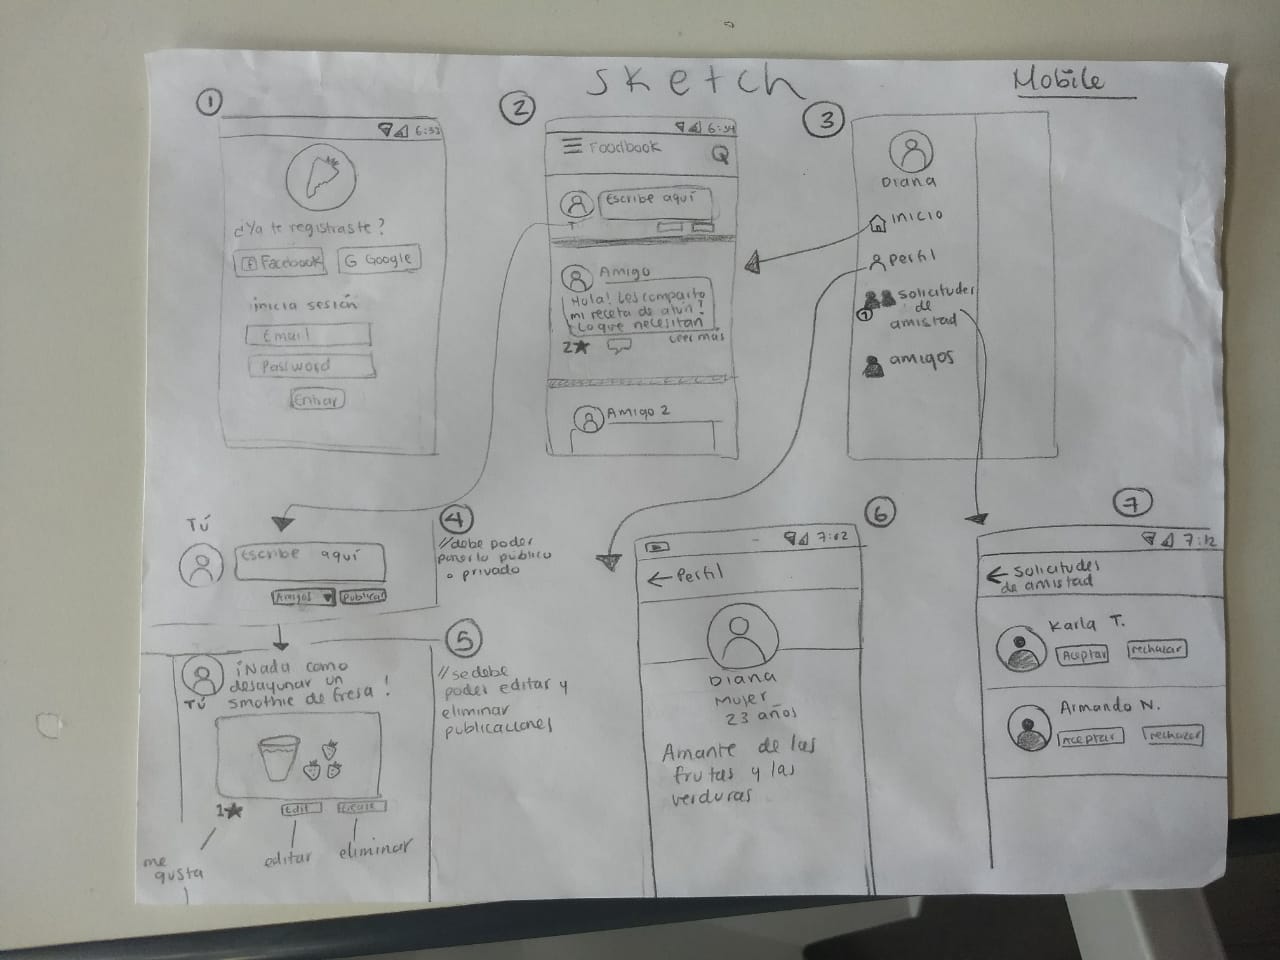 Sketch
Mobile
1
6:33
¿Ya te registraste?
f Facebook
G Google
inicia sesión
Email
Password
Entrar
2
6:34
Foodbook
Escribe aquí
T
Amigo
Hola! Les comparto
mi receta de atún!
Lo que necesitan
Leer más
2★
Amigo 2
3
Diana
inicio
Perfil
Solicitudes
de
amistad
amigos
4
//debe poder
ponerlo público
o privado
Tú
Escribe aquí
Amigos
Publicar
5
//se debe
poder editar y
eliminar
publicaciones
Tú
¡Nada como
desayunar un
smothie de fresa!
1★
Edit
me
gusta
editar
eliminar
6
7:02
← Perfil
Diana
Mujer
23 años
Amante de las
frutas y las
verduras
7
7:12
← Solicitudes
de amistad
Karla T.
Aceptar
rechazar
Armando N.
Aceptar
rechazar